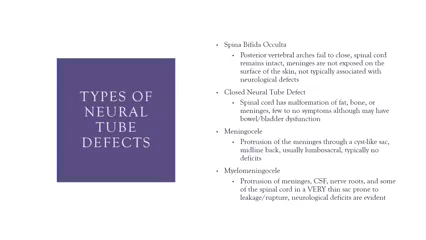 TYPES OF
NEURAL
TUBE
DEFECTS
• Spina Bifida Occulta
• Posterior vertebral arches fail to close, spinal cord
remains intact, meninges are not exposed on the
surface of the skin, not typically associated with
neurological defects
• Closed Neural Tube Defect
• Spinal cord has malformation of fat, bone, or
meninges, few to no symptoms although may have
bowel/bladder dysfunction
• Meningocele
• Protrusion of the meninges through a cyst-like sac,
midline back, usually lumbosacral, typically no
deficits
• Myelomeningocele
• Protrusion of meninges, CSF, nerve roots, and some
of the spinal cord in a VERY thin sac prone to
leakage/rupture, neurological deficits are evident